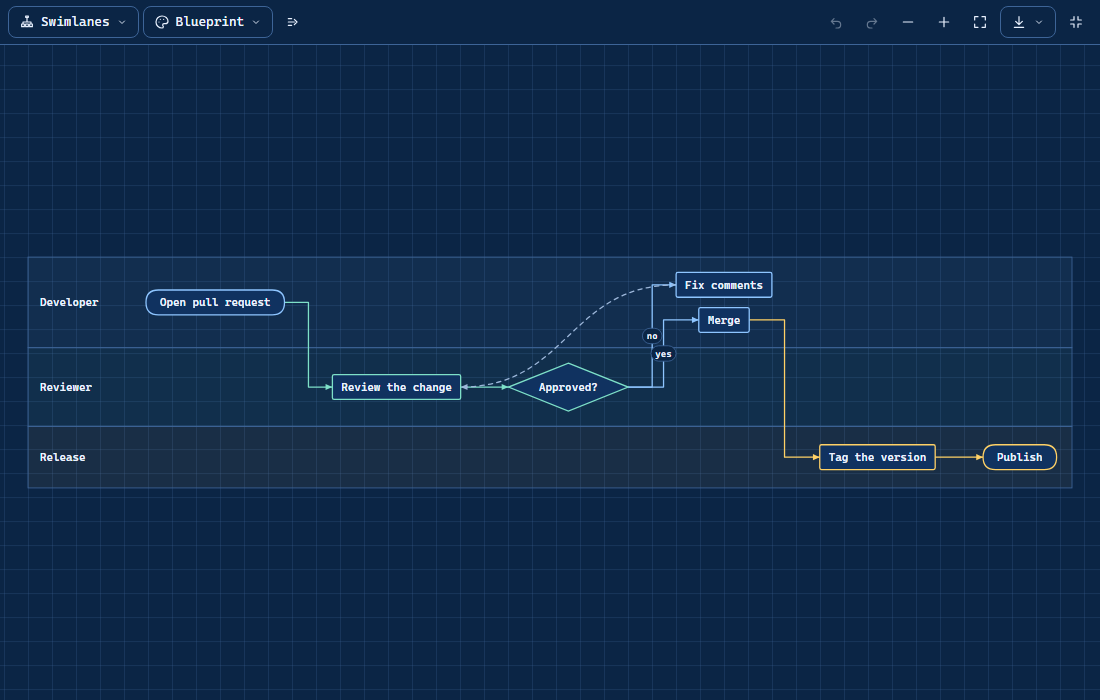 Swimlanes
Blueprint
Developer
Open pull request
Fix comments
Merge
no
yes
Reviewer
Review the change
Approved?
Release
Tag the version
Publish